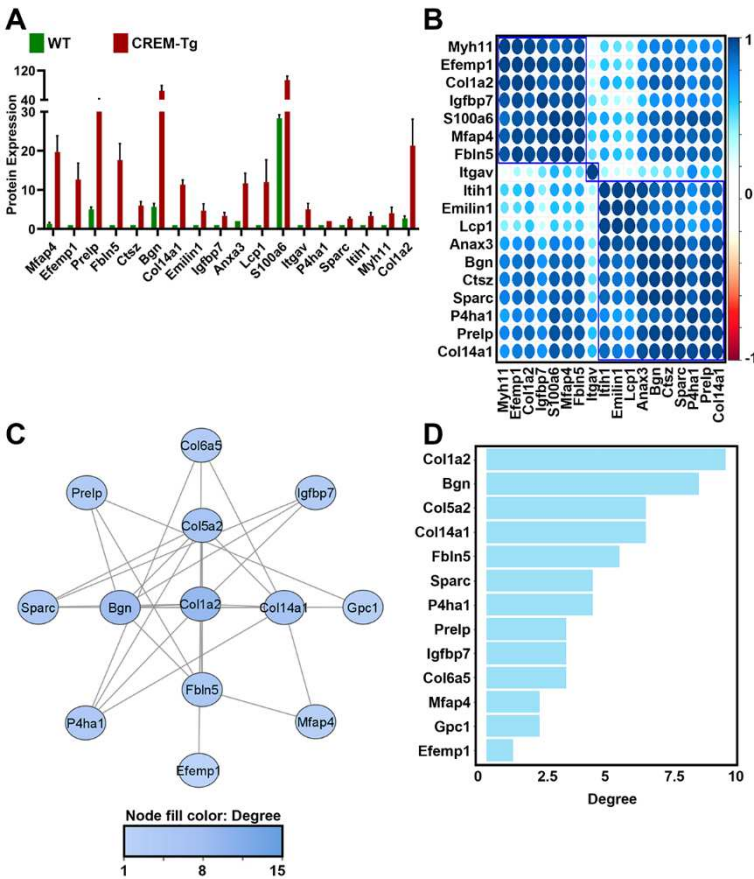 A
WT
CREM-Tg
Protein Expression
120
40
30
20
10
0
Mfap4
Efemp1
Prelp
Fbln5
Ctsz
Bgn
Col14a1
Emilin1
Igfbp7
Anxa3
Lcp1
S100a6
Itgav
P4ha1
Sparc
Itih1
Myh11
Col1a2
B
Myh11
Efemp1
Col1a2
Igfbp7
S100a6
Mfap4
Fbln5
Itgav
Itih1
Emilin1
Lcp1
Anax3
Bgn
Ctsz
Sparc
P4ha1
Prelp
Col14a1
Myh11
Efemp1
Col1a2
Igfbp7
S100a6
Mfap4
Fbln5
Itgav
Itih1
Emilin1
Lcp1
Anax3
Bgn
Ctsz
Sparc
P4ha1
Prelp
Col14a1
1
0
-1
C
Col6a5
Prelp
Igfbp7
Col5a2
Sparc
Bgn
Col1a2
Col14a1
Gpc1
Fbln5
P4ha1
Mfap4
Efemp1
Node fill color: Degree
1 8 15
D
Col1a2
Bgn
Col5a2
Col14a1
Fbln5
Sparc
P4ha1
Prelp
Igfbp7
Col6a5
Mfap4
Gpc1
Efemp1
0 2.5 5 7.5 10
Degree